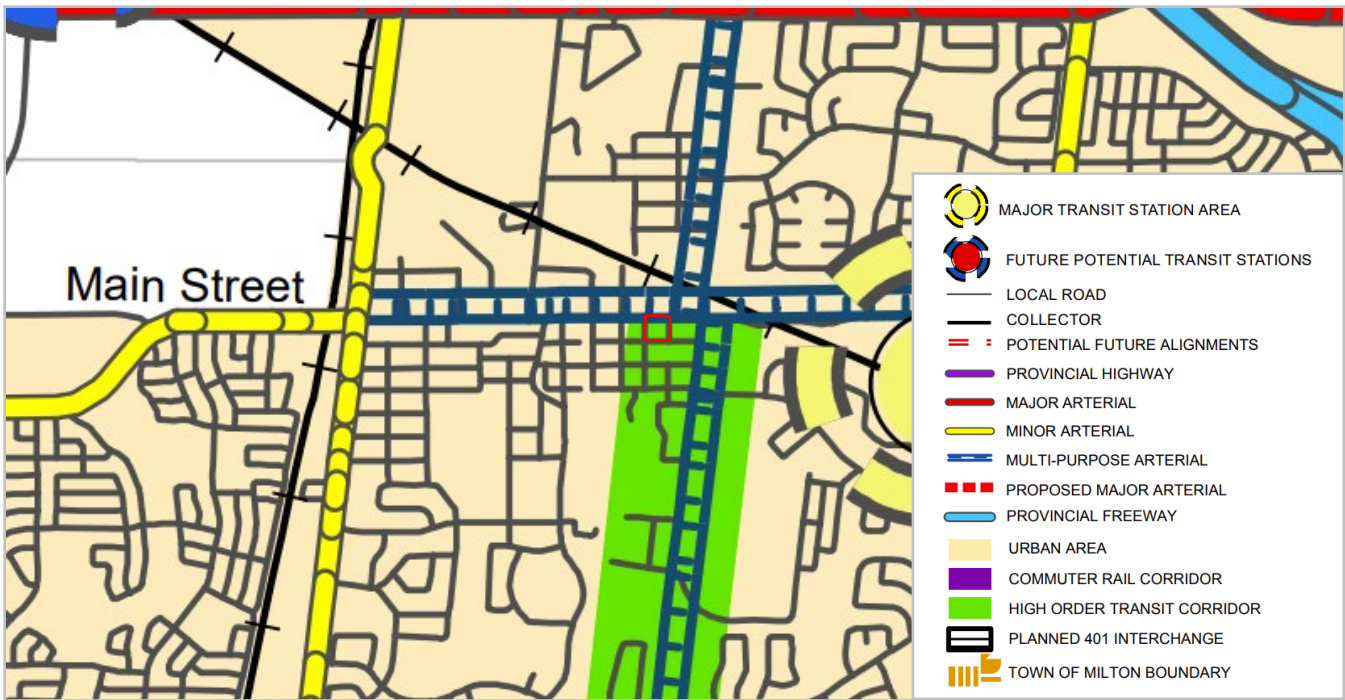 Main Street
MAJOR TRANSIT STATION AREA
FUTURE POTENTIAL TRANSIT STATIONS
LOCAL ROAD
COLLECTOR
POTENTIAL FUTURE ALIGNMENTS
PROVINCIAL HIGHWAY
MAJOR ARTERIAL
MINOR ARTERIAL
MULTI-PURPOSE ARTERIAL
PROPOSED MAJOR ARTERIAL
PROVINCIAL FREEWAY
URBAN AREA
COMMUTER RAIL CORRIDOR
HIGH ORDER TRANSIT CORRIDOR
PLANNED 401 INTERCHANGE
TOWN OF MILTON BOUNDARY